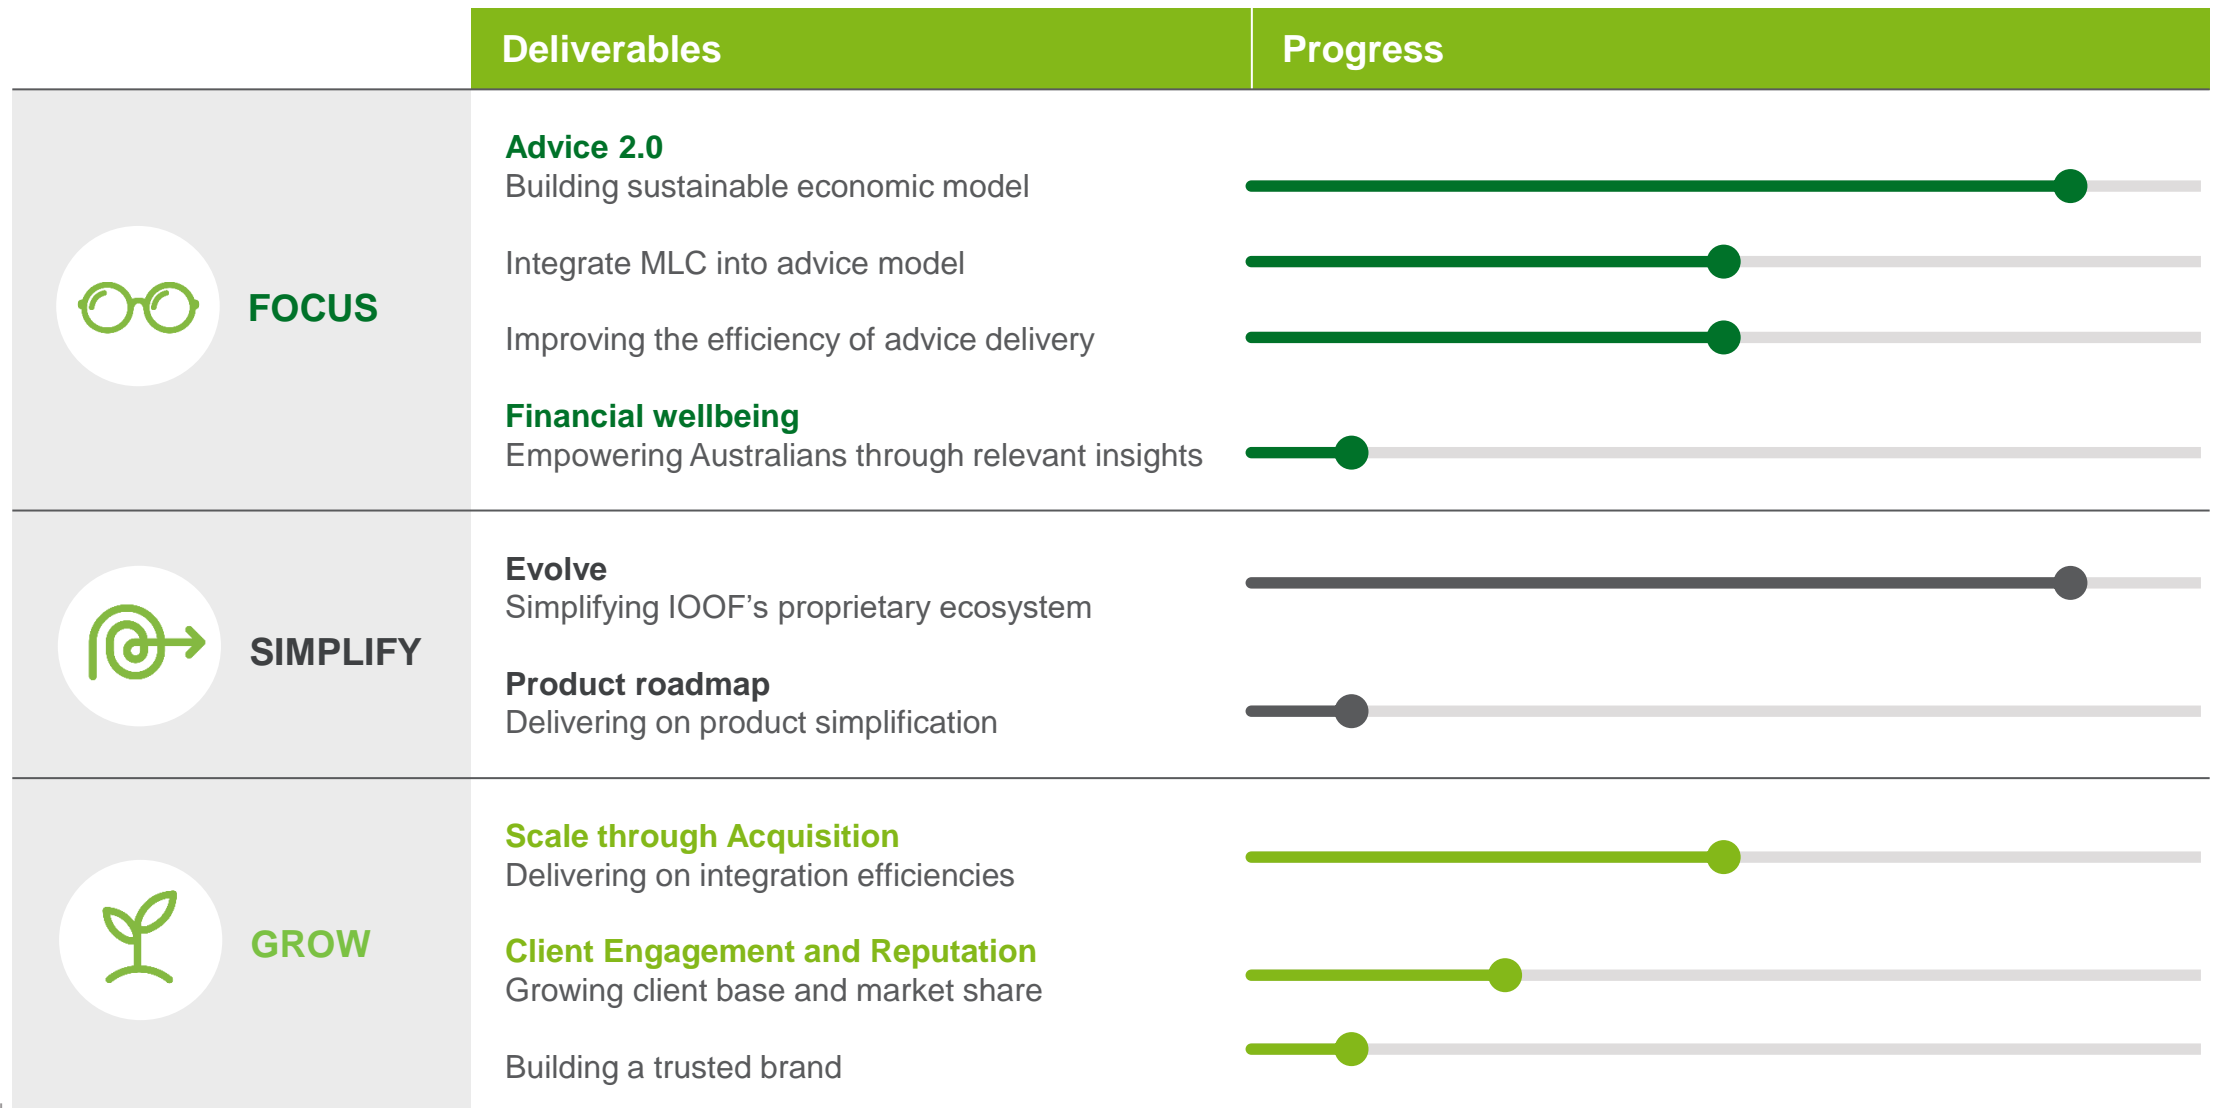 Deliverables
Progress
FOCUS
Advice 2.0
Building sustainable economic model
Integrate MLC into advice model
Improving the efficiency of advice delivery
Financial wellbeing
Empowering Australians through relevant insights
SIMPLIFY
Evolve
Simplifying IOOF’s proprietary ecosystem
Product roadmap
Delivering on product simplification
GROW
Scale through Acquisition
Delivering on integration efficiencies
Client Engagement and Reputation
Growing client base and market share
Building a trusted brand